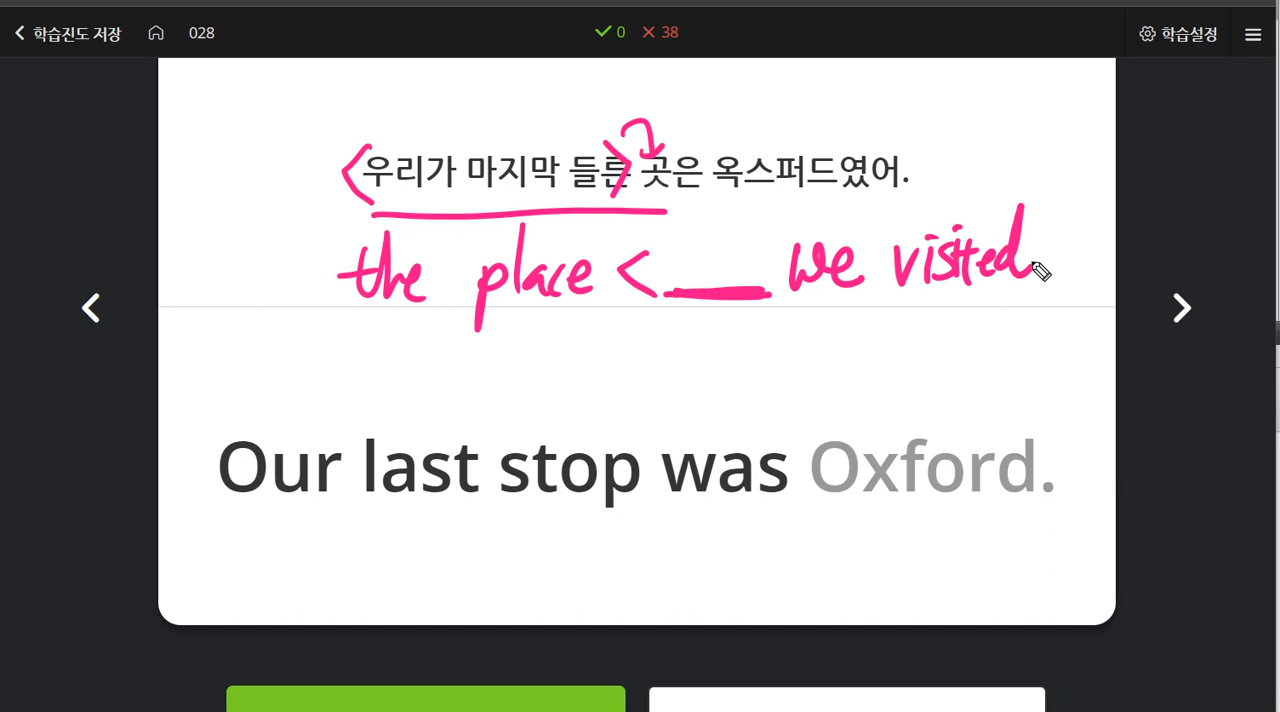 학습진도 저장 028 0 38 학습설정
우리가 마지막 들른 곳은 옥스퍼드였어.
the place < ___ we visited
Our last stop was Oxford.